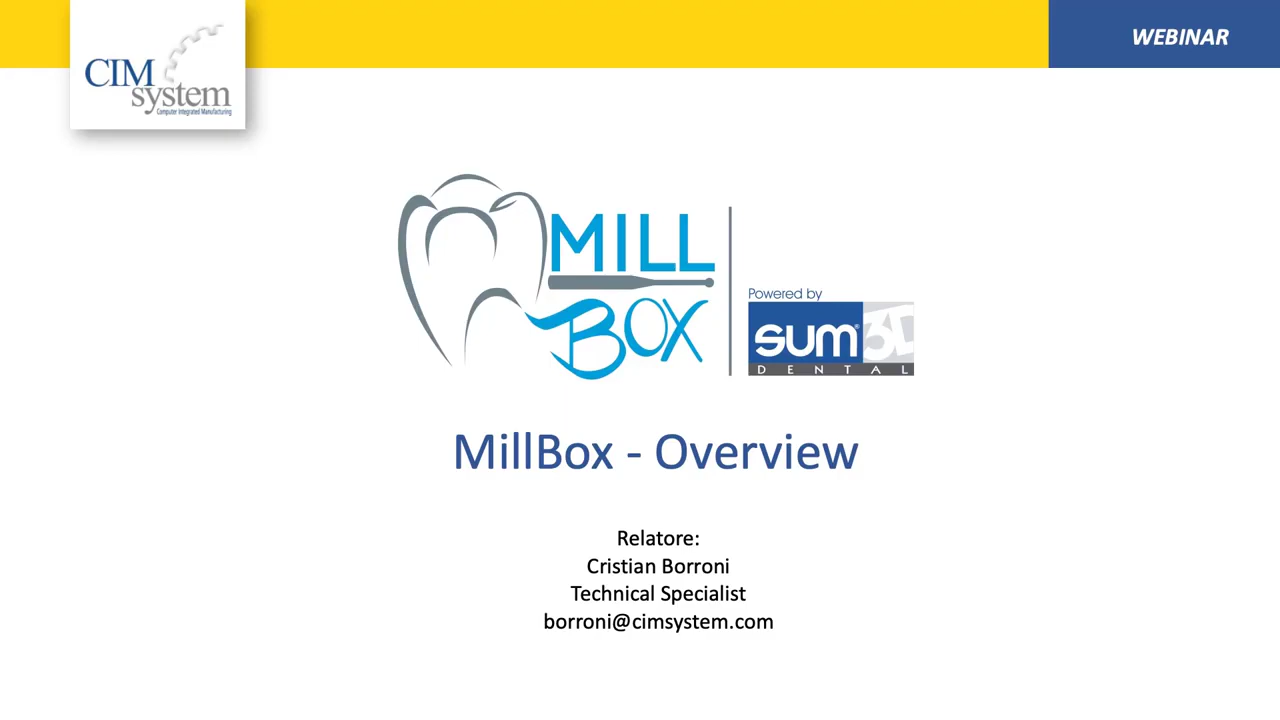 WEBINAR
CIM
system
Computer Integrated Manufacturing
MILL
BOX
Powered by
sum3D
DENTAL
MillBox - Overview
Relatore:
Cristian Borroni
Technical Specialist
borroni@cimsystem.com